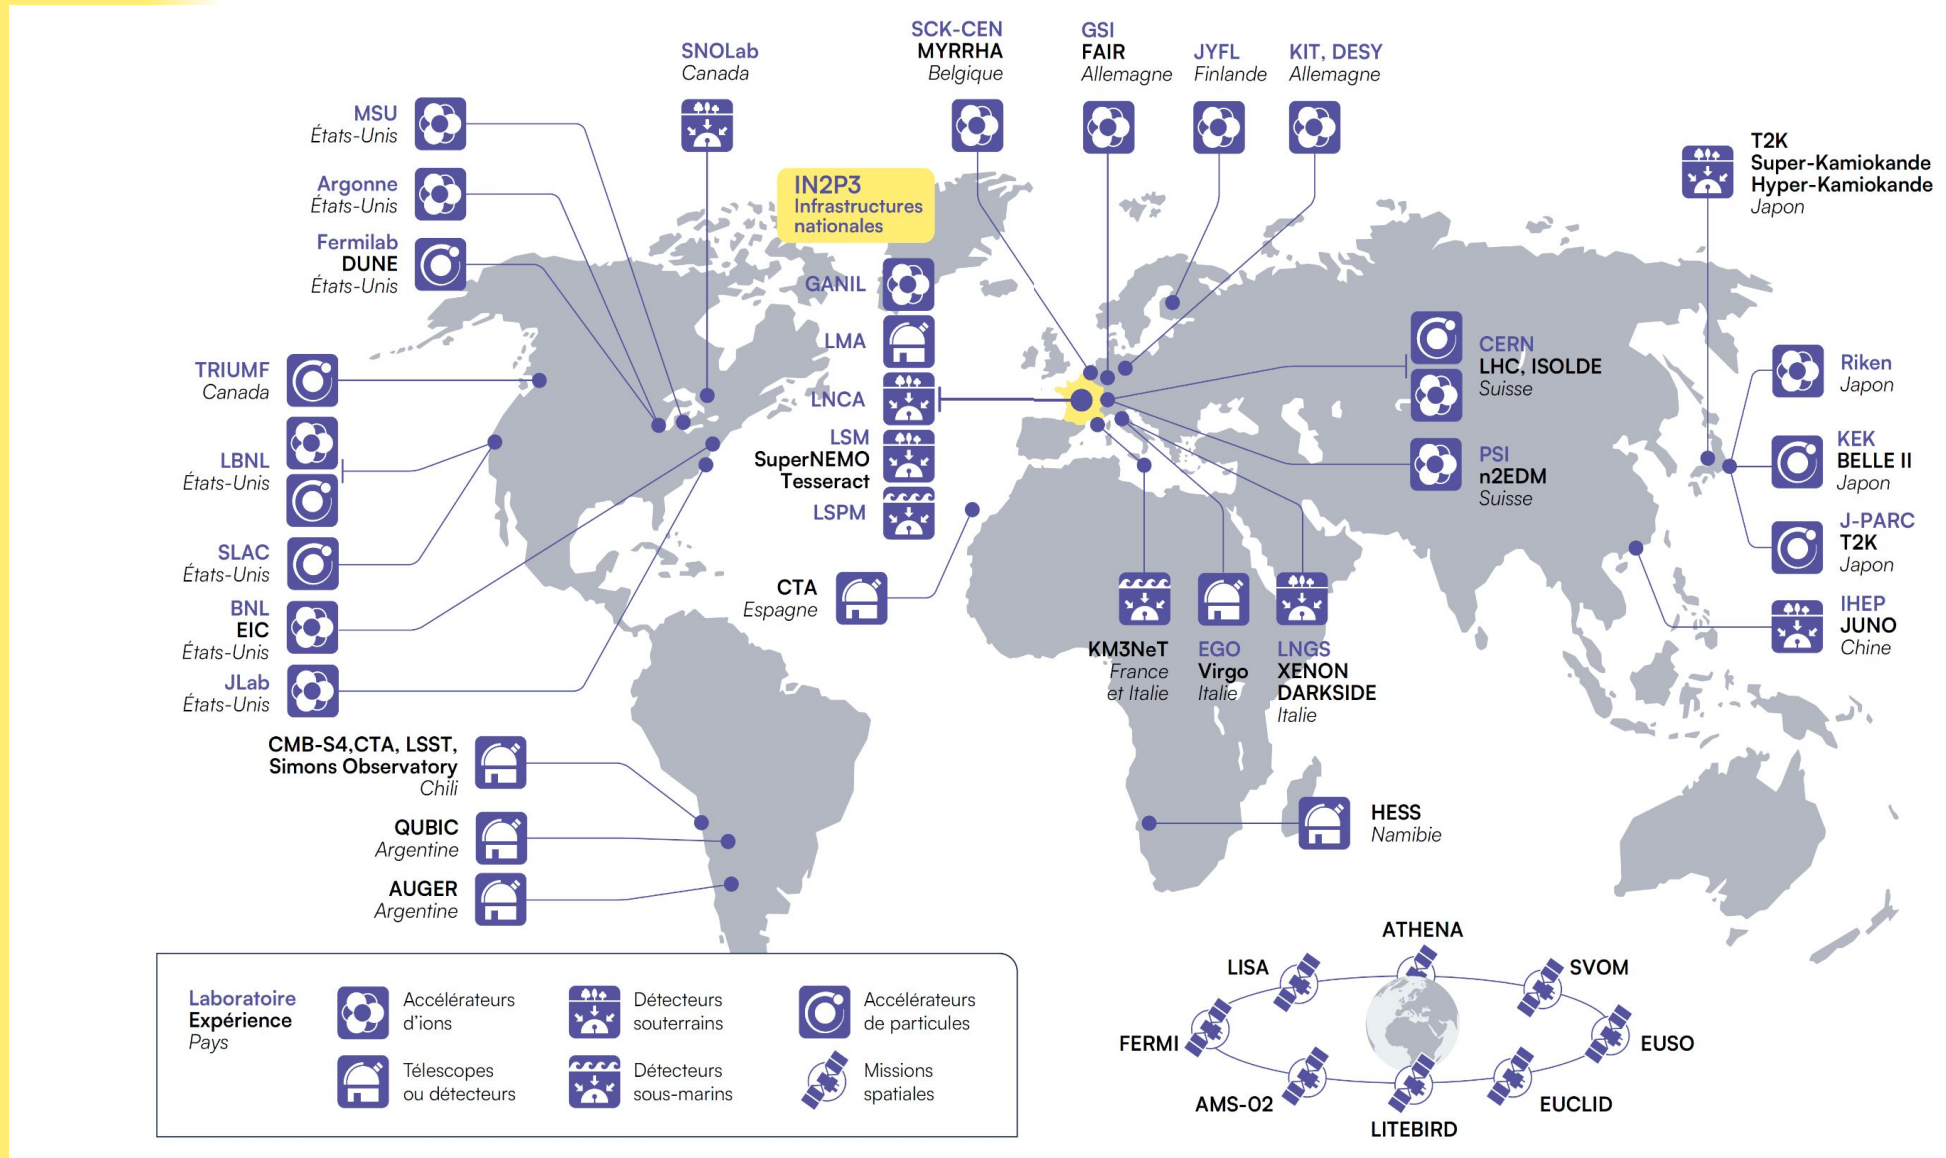 SNOLab
Canada
SCK-CEN
MYRRHA
Belgique
GSI
FAIR
Allemagne
JYFL
Finlande
KIT, DESY
Allemagne
MSU
États-Unis
Argonne
États-Unis
Fermilab
DUNE
États-Unis
TRIUMF
Canada
LBNL
États-Unis
SLAC
États-Unis
BNL
EIC
États-Unis
JLab
États-Unis
CMB-S4,CTA, LSST,
Simons Observatory
Chili
QUBIC
Argentine
AUGER
Argentine
IN2P3
Infrastructures
nationales
GANIL
LMA
LNCA
LSM
SuperNEMO
Tesseract
LSPM
CTA
Espagne
KM3NeT
France
et Italie
EGO
Virgo
Italie
LNGS
XENON
DARKSIDE
Italie
CERN
LHC, ISOLDE
Suisse
PSI
n2EDM
Suisse
T2K
Super-Kamiokande
Hyper-Kamiokande
Japon
Riken
Japon
KEK
BELLE II
Japon
J-PARC
T2K
Japon
IHEP
JUNO
Chine
HESS
Namibie
ATHENA
LISA
SVOM
FERMI
EUSO
AMS-02
EUCLID
LITEBIRD
Laboratoire
Expérience
Pays
Accélérateurs
d'ions
Détecteurs
souterrains
Accélérateurs
de particules
Télescopes
ou détecteurs
Détecteurs
sous-marins
Missions
spatiales